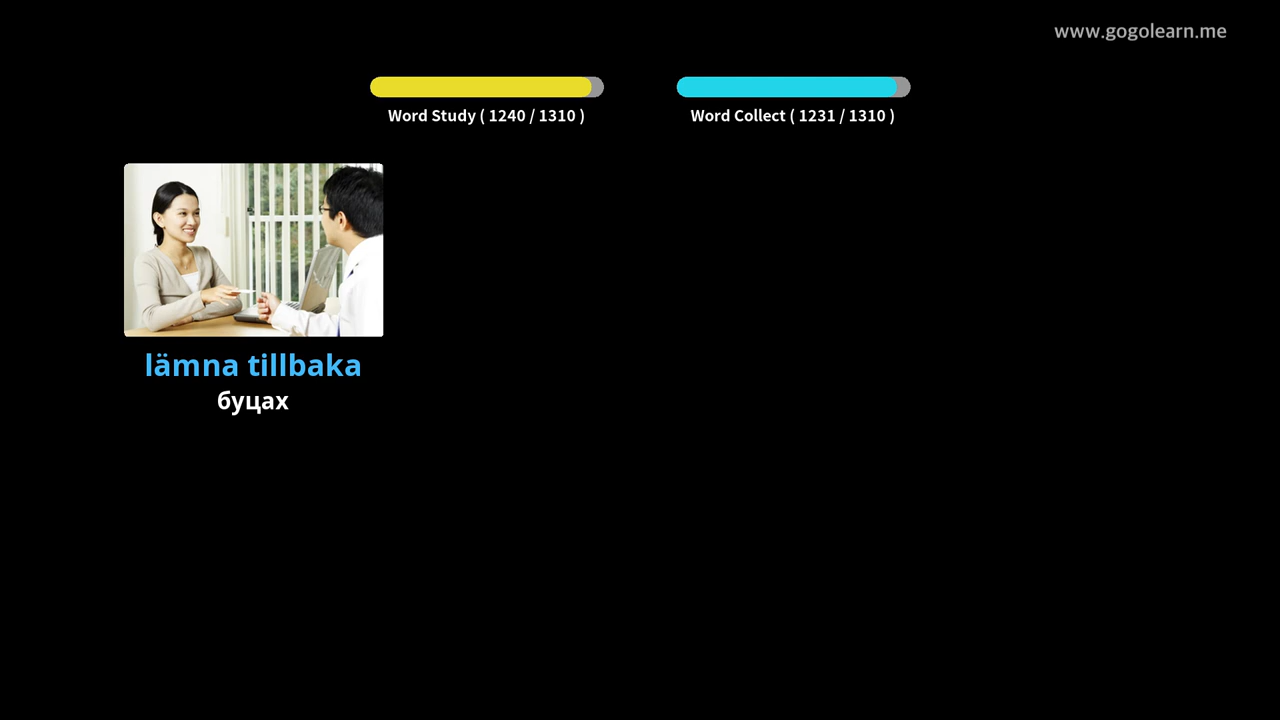 www.gogolearn.me
Word Study ( 1240 / 1310 )
Word Collect ( 1231 / 1310 )
lämna tillbaka
буцах